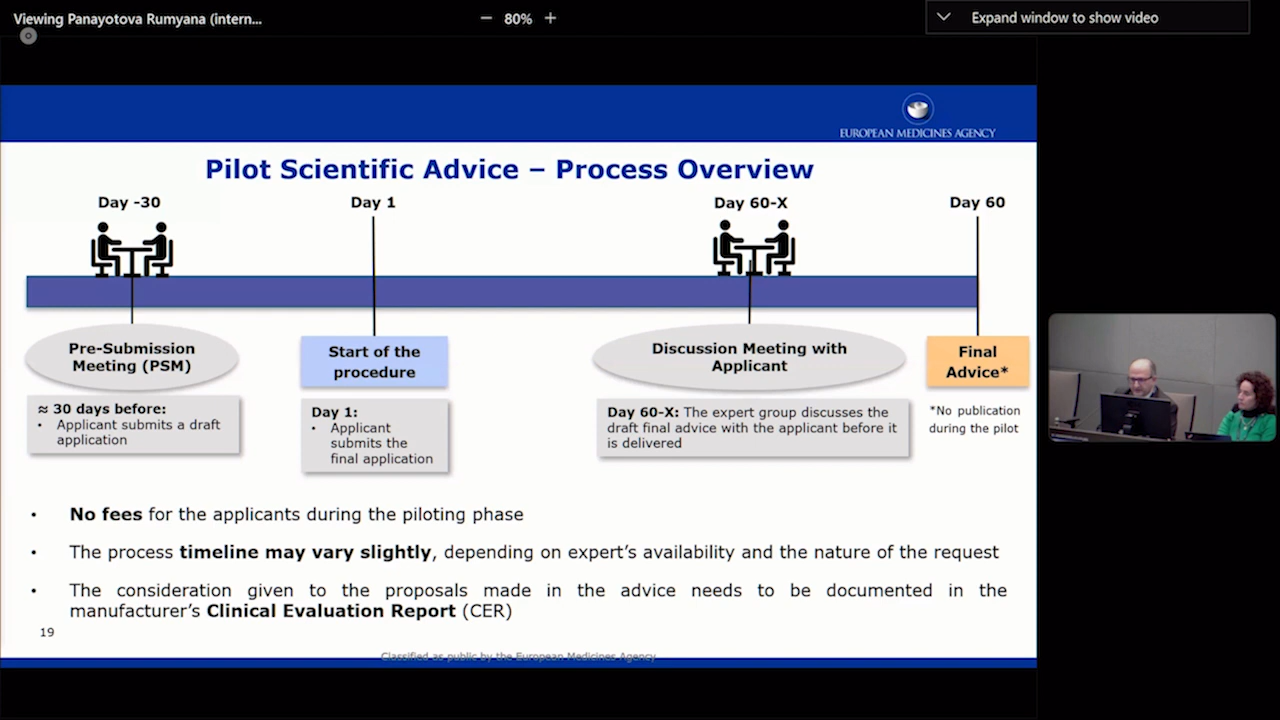 Viewing Panayotova Rumyana (intern...
80%
Expand window to show video
EUROPEAN MEDICINES AGENCY
Pilot Scientific Advice – Process Overview
Day -30
Day 1
Day 60-X
Day 60
Pre-Submission
Meeting (PSM)
Start of the
procedure
Discussion Meeting with
Applicant
Final
Advice*
≈ 30 days before:
• Applicant submits a draft
application
Day 1:
• Applicant
submits the
final application
Day 60-X: The expert group discusses the
draft final advice with the applicant before it
is delivered
*No publication
during the pilot
• No fees for the applicants during the piloting phase
• The process timeline may vary slightly, depending on expert's availability and the nature of the request
• The consideration given to the proposals made in the advice needs to be documented in the
manufacturer's Clinical Evaluation Report (CER)
19
Classified as public by the European Medicines Agency